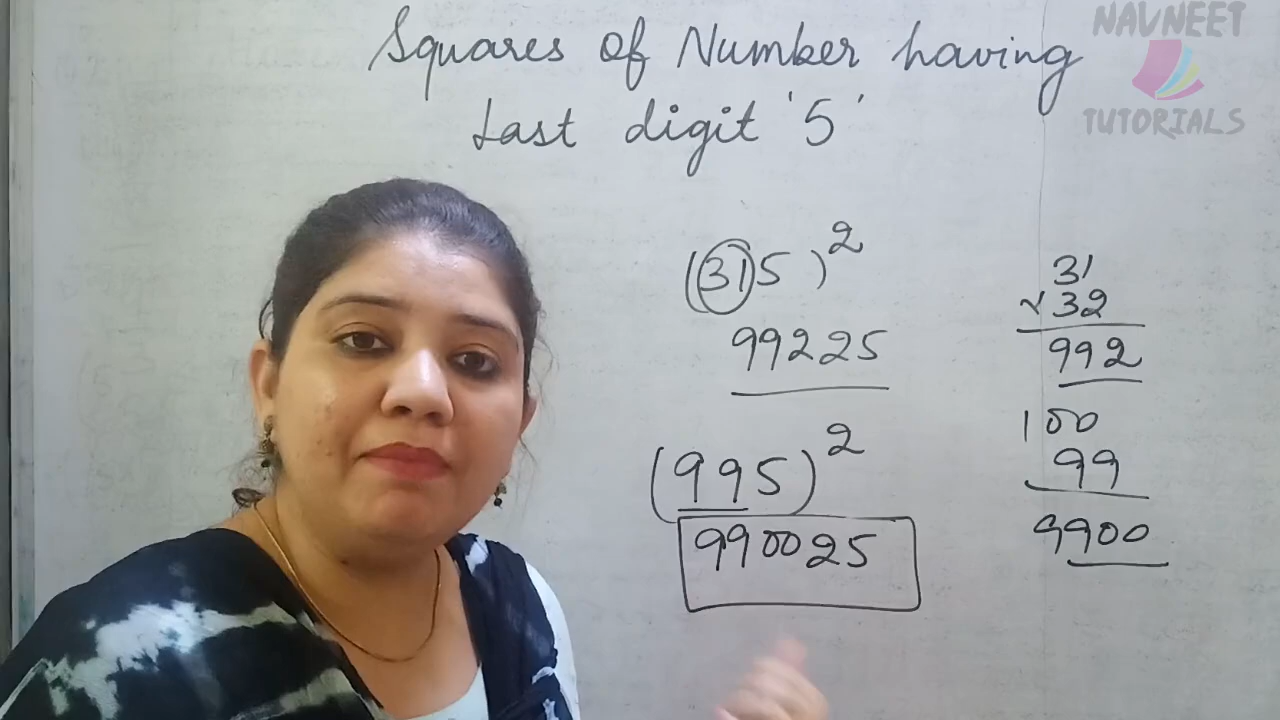 Squares of Number having
Last digit '5'
NAVNEET
TUTORIALS
(315)²
99225
(995)²
990025
31
× 32
992
100
99
9900